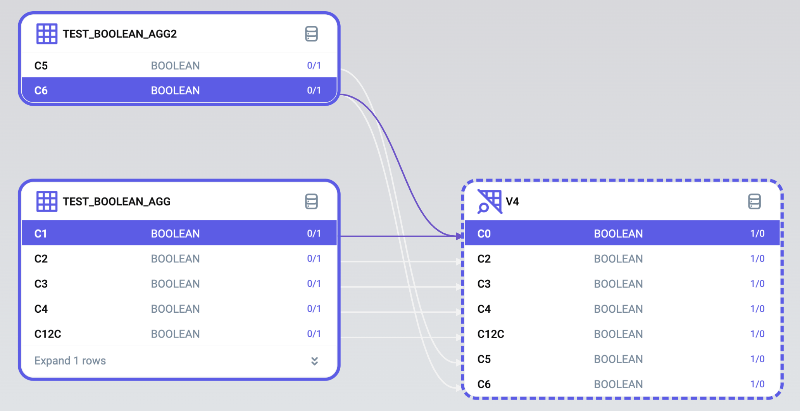 TEST_BOOLEAN_AGG2
C5 BOOLEAN 0/1
C6 BOOLEAN 0/1
TEST_BOOLEAN_AGG
C1 BOOLEAN 0/1
C2 BOOLEAN 0/1
C3 BOOLEAN 0/1
C4 BOOLEAN 0/1
C12C BOOLEAN 0/1
Expand 1 rows
V4
C0 BOOLEAN 1/0
C2 BOOLEAN 1/0
C3 BOOLEAN 1/0
C4 BOOLEAN 1/0
C12C BOOLEAN 1/0
C5 BOOLEAN 1/0
C6 BOOLEAN 1/0